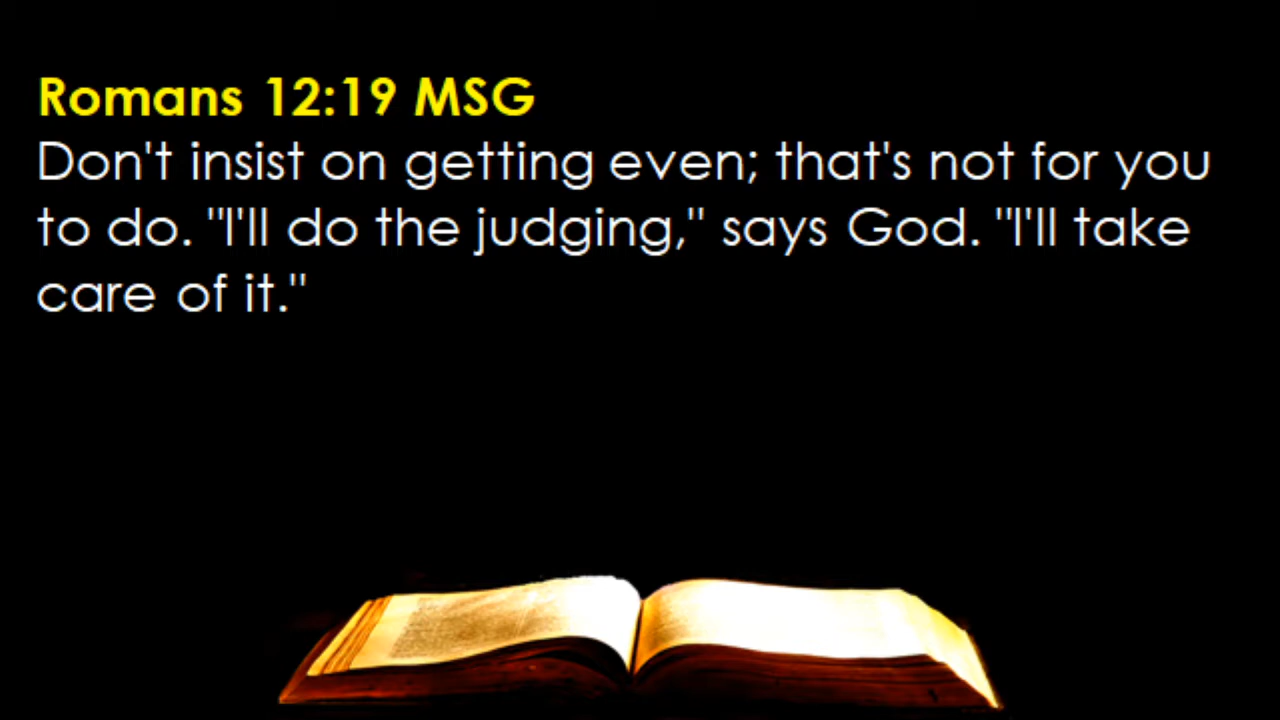 Romans 12:19 MSG
Don't insist on getting even; that's not for you
to do. "I'll do the judging," says God. "I'll take
care of it."